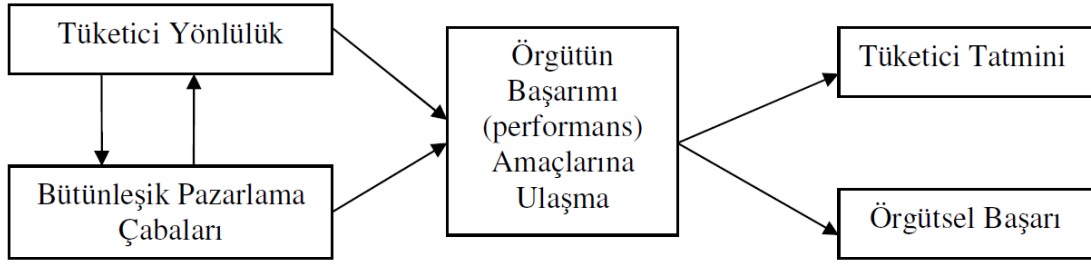 Tüketici Yönlülük
Bütünleşik Pazarlama
Çabaları
Örgütün
Başarımı
(performans)
Amaçlarına
Ulaşma
Tüketici Tatmini
Örgütsel Başarı